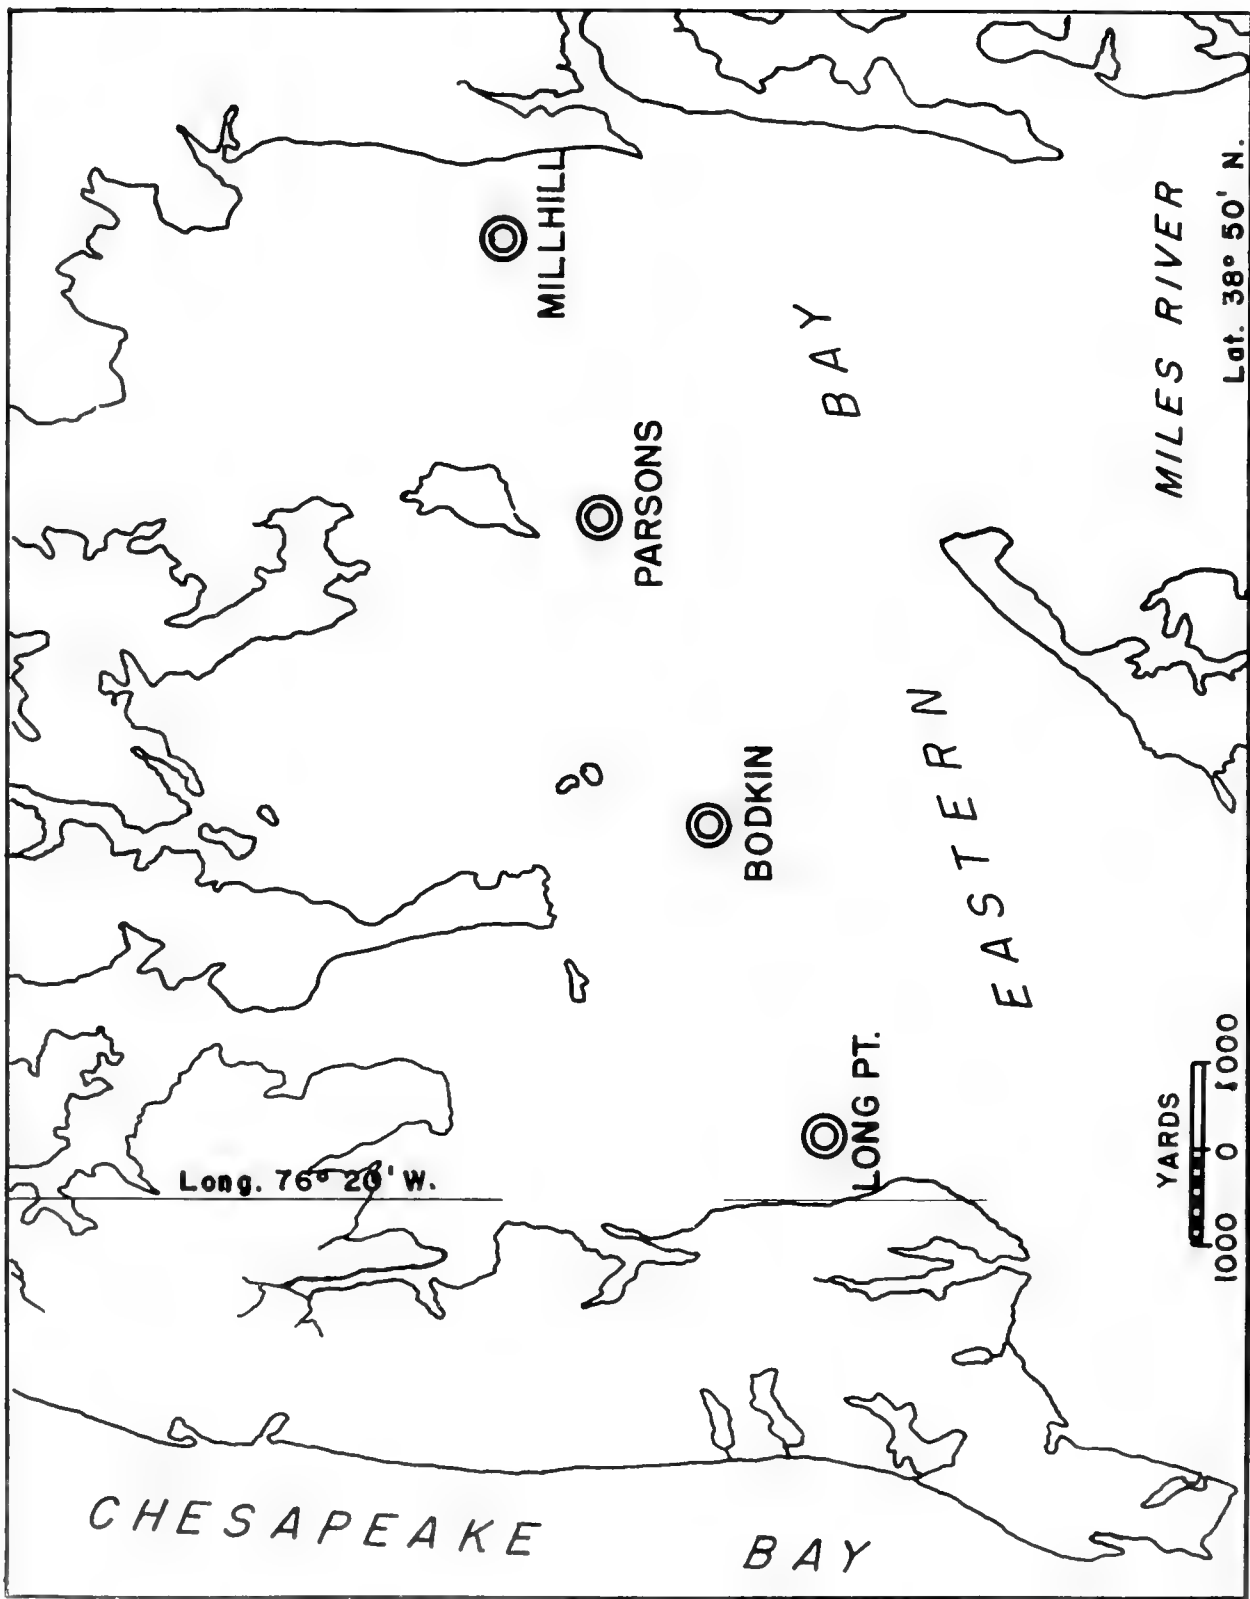 MILLHILL
PARSONS
BODKIN
LONG PT.
EASTERN BAY
MILES RIVER
Lat. 38° 50' N.
Long. 76° 20' W.
YARDS
1000 0 1000
CHESAPEAKE BAY